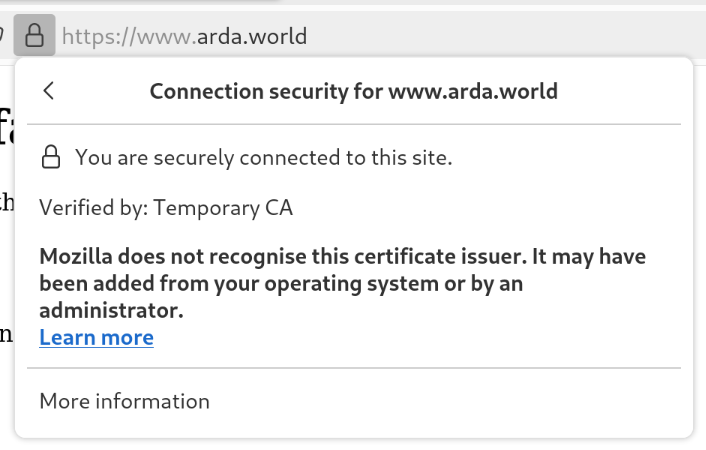 https://www.arda.world
Connection security for www.arda.world
You are securely connected to this site.
Verified by: Temporary CA
Mozilla does not recognise this certificate issuer. It may have
been added from your operating system or by an
administrator.
Learn more
More information